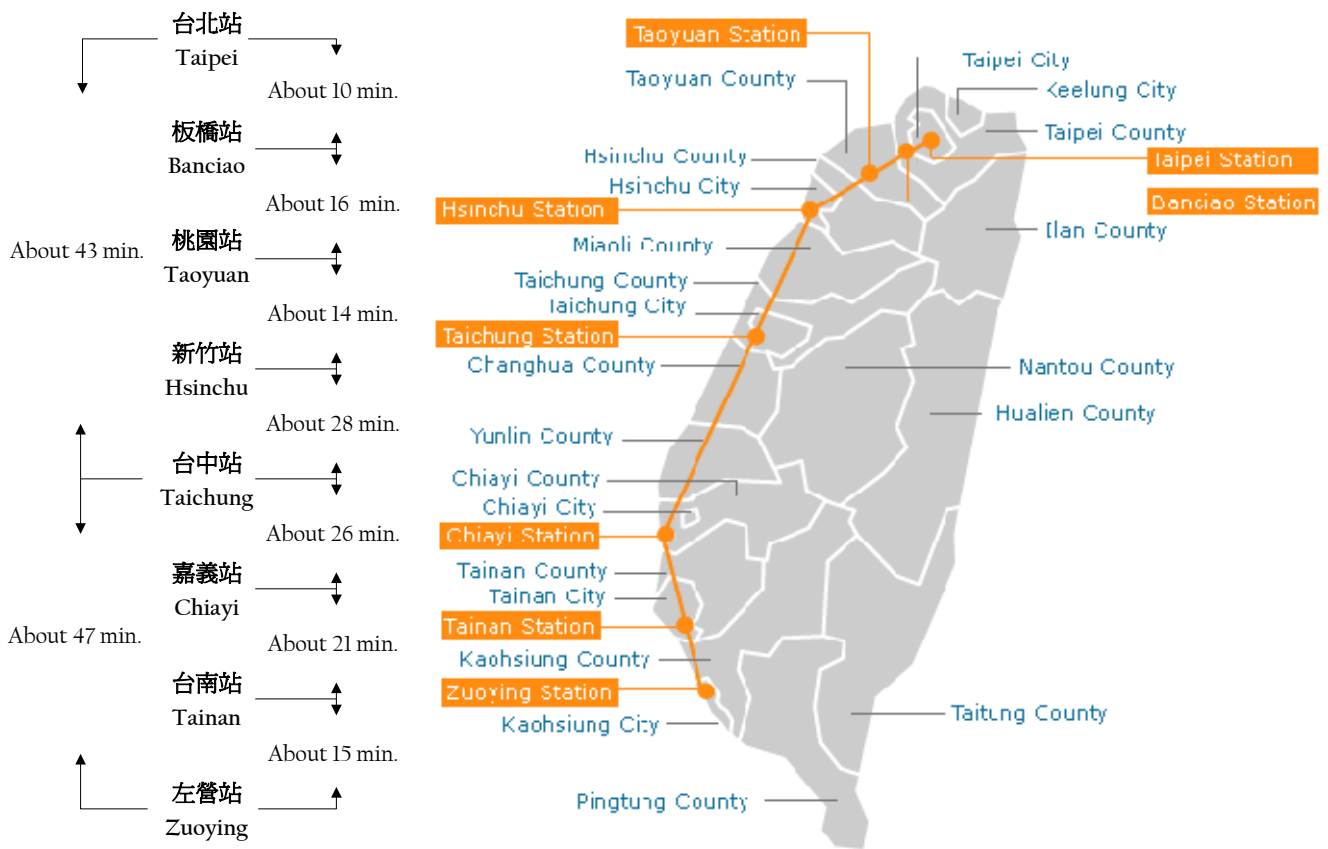 台北站
Taipei
About 10 min.
板橋站
Banciao
About 16 min.
桃園站
Taoyuan
About 43 min.
About 14 min.
新竹站
Hsinchu
About 28 min.
台中站
Taichung
About 26 min.
嘉義站
Chiayi
About 47 min.
About 21 min.
台南站
Tainan
About 15 min.
左營站
Zuoying
Taoyuan Station
Taipei City
Taoyuan County
Keelung City
Taipei County
Hsinchu County
Taipei Station
Hsinchu City
Hsinchu Station
Banciao Station
Miaoli County
Ilan County
Taichung County
Taichung City
Taichung Station
Changhua County
Nantou County
Hualien County
Yunlin County
Chiayi County
Chiayi City
Chiayi Station
Tainan County
Tainan City
Tainan Station
Kaohsiung County
Zuoying Station
Kaohsiung City
Taitung County
Pingtung County